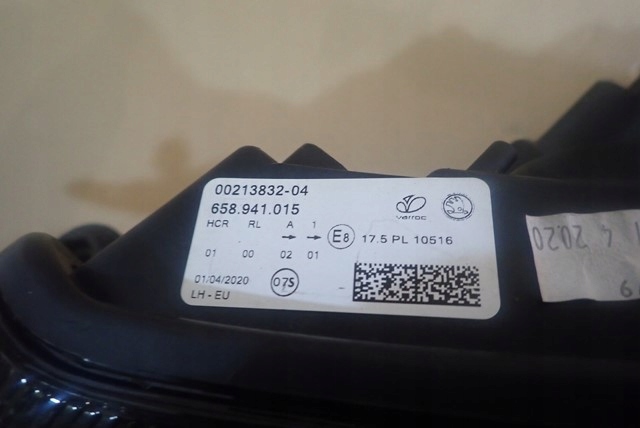 00213832-04
658.941.015
varroc
HCR RL A 1
→ → E8 17.5 PL 10516
01 00 02 01
01/04/2020 07S
LH - EU
4 2020